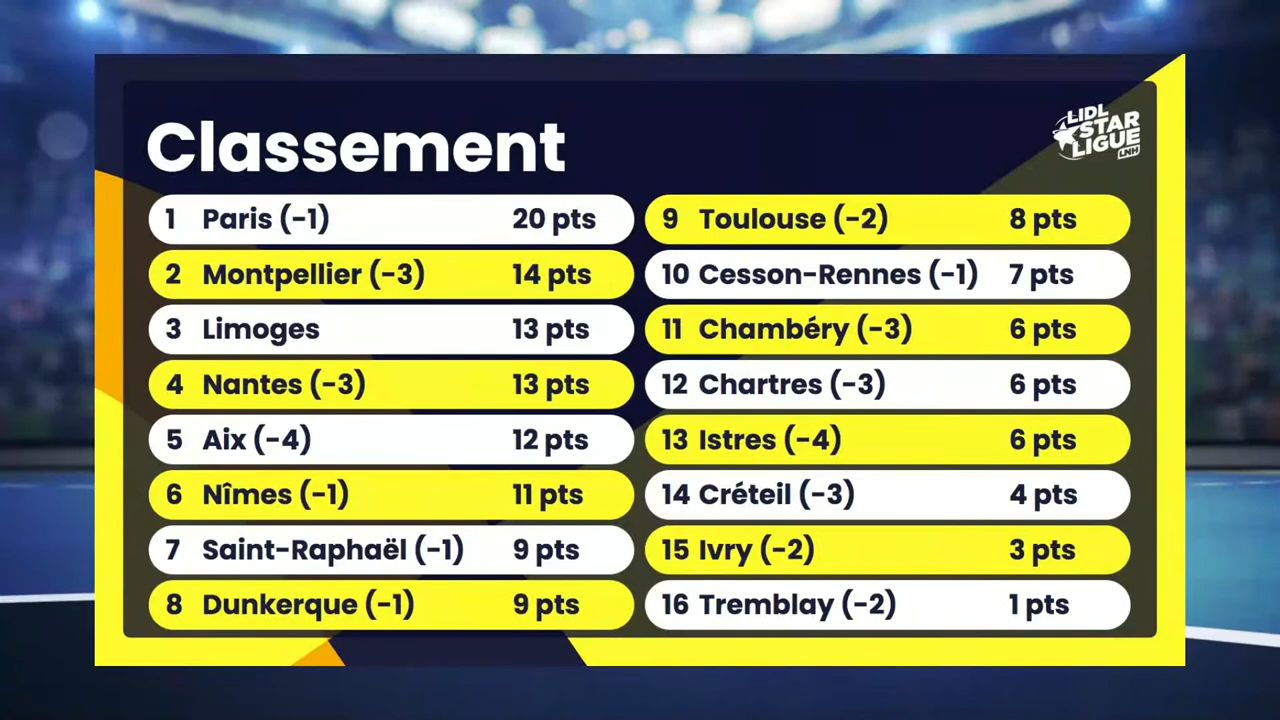 Classement
LIDL
STAR
LIGUE
LNH
1 Paris (-1) 20 pts
2 Montpellier (-3) 14 pts
3 Limoges 13 pts
4 Nantes (-3) 13 pts
5 Aix (-4) 12 pts
6 Nîmes (-1) 11 pts
7 Saint-Raphaël (-1) 9 pts
8 Dunkerque (-1) 9 pts
9 Toulouse (-2) 8 pts
10 Cesson-Rennes (-1) 7 pts
11 Chambéry (-3) 6 pts
12 Chartres (-3) 6 pts
13 Istres (-4) 6 pts
14 Créteil (-3) 4 pts
15 Ivry (-2) 3 pts
16 Tremblay (-2) 1 pts